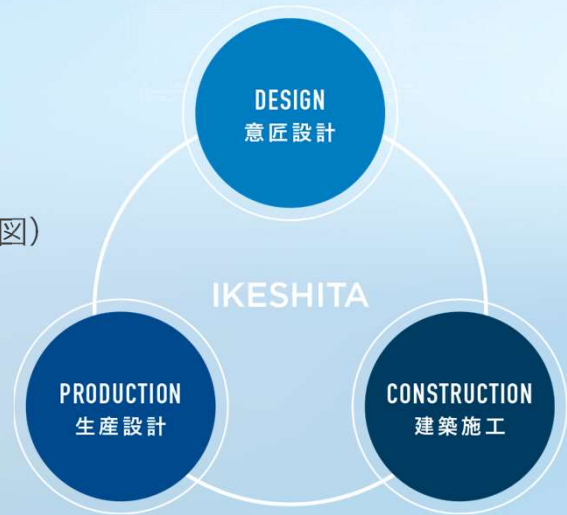 DESIGN
意匠設計
図)
IKESHITA
PRODUCTION
生産設計
CONSTRUCTION
建築施工